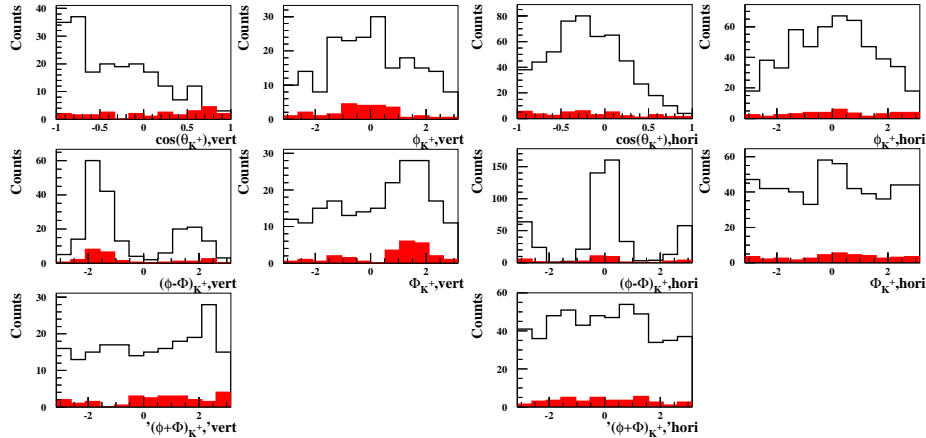 Counts
40
30
20
10
0
-1 -0.5 0 0.5 1
cos(θK+),vert
Counts
30
20
10
0
-2 0 2
ϕK+,vert
Counts
80
60
40
20
0
-1 -0.5 0 0.5 1
cos(θK+),hori
Counts
60
40
20
0
-2 0 2
ϕK+,hori
Counts
60
40
20
0
-2 0 2
(ϕ-Φ)K+,vert
Counts
30
20
10
0
-2 0 2
ΦK+,vert
Counts
150
100
50
0
-2 0 2
(ϕ-Φ)K+,hori
Counts
60
40
20
0
-2 0 2
ΦK+,hori
Counts
30
20
10
0
-2 0 2
'(ϕ+Φ)K+,'vert
Counts
60
40
20
0
-2 0 2
'(ϕ+Φ)K+,'hori